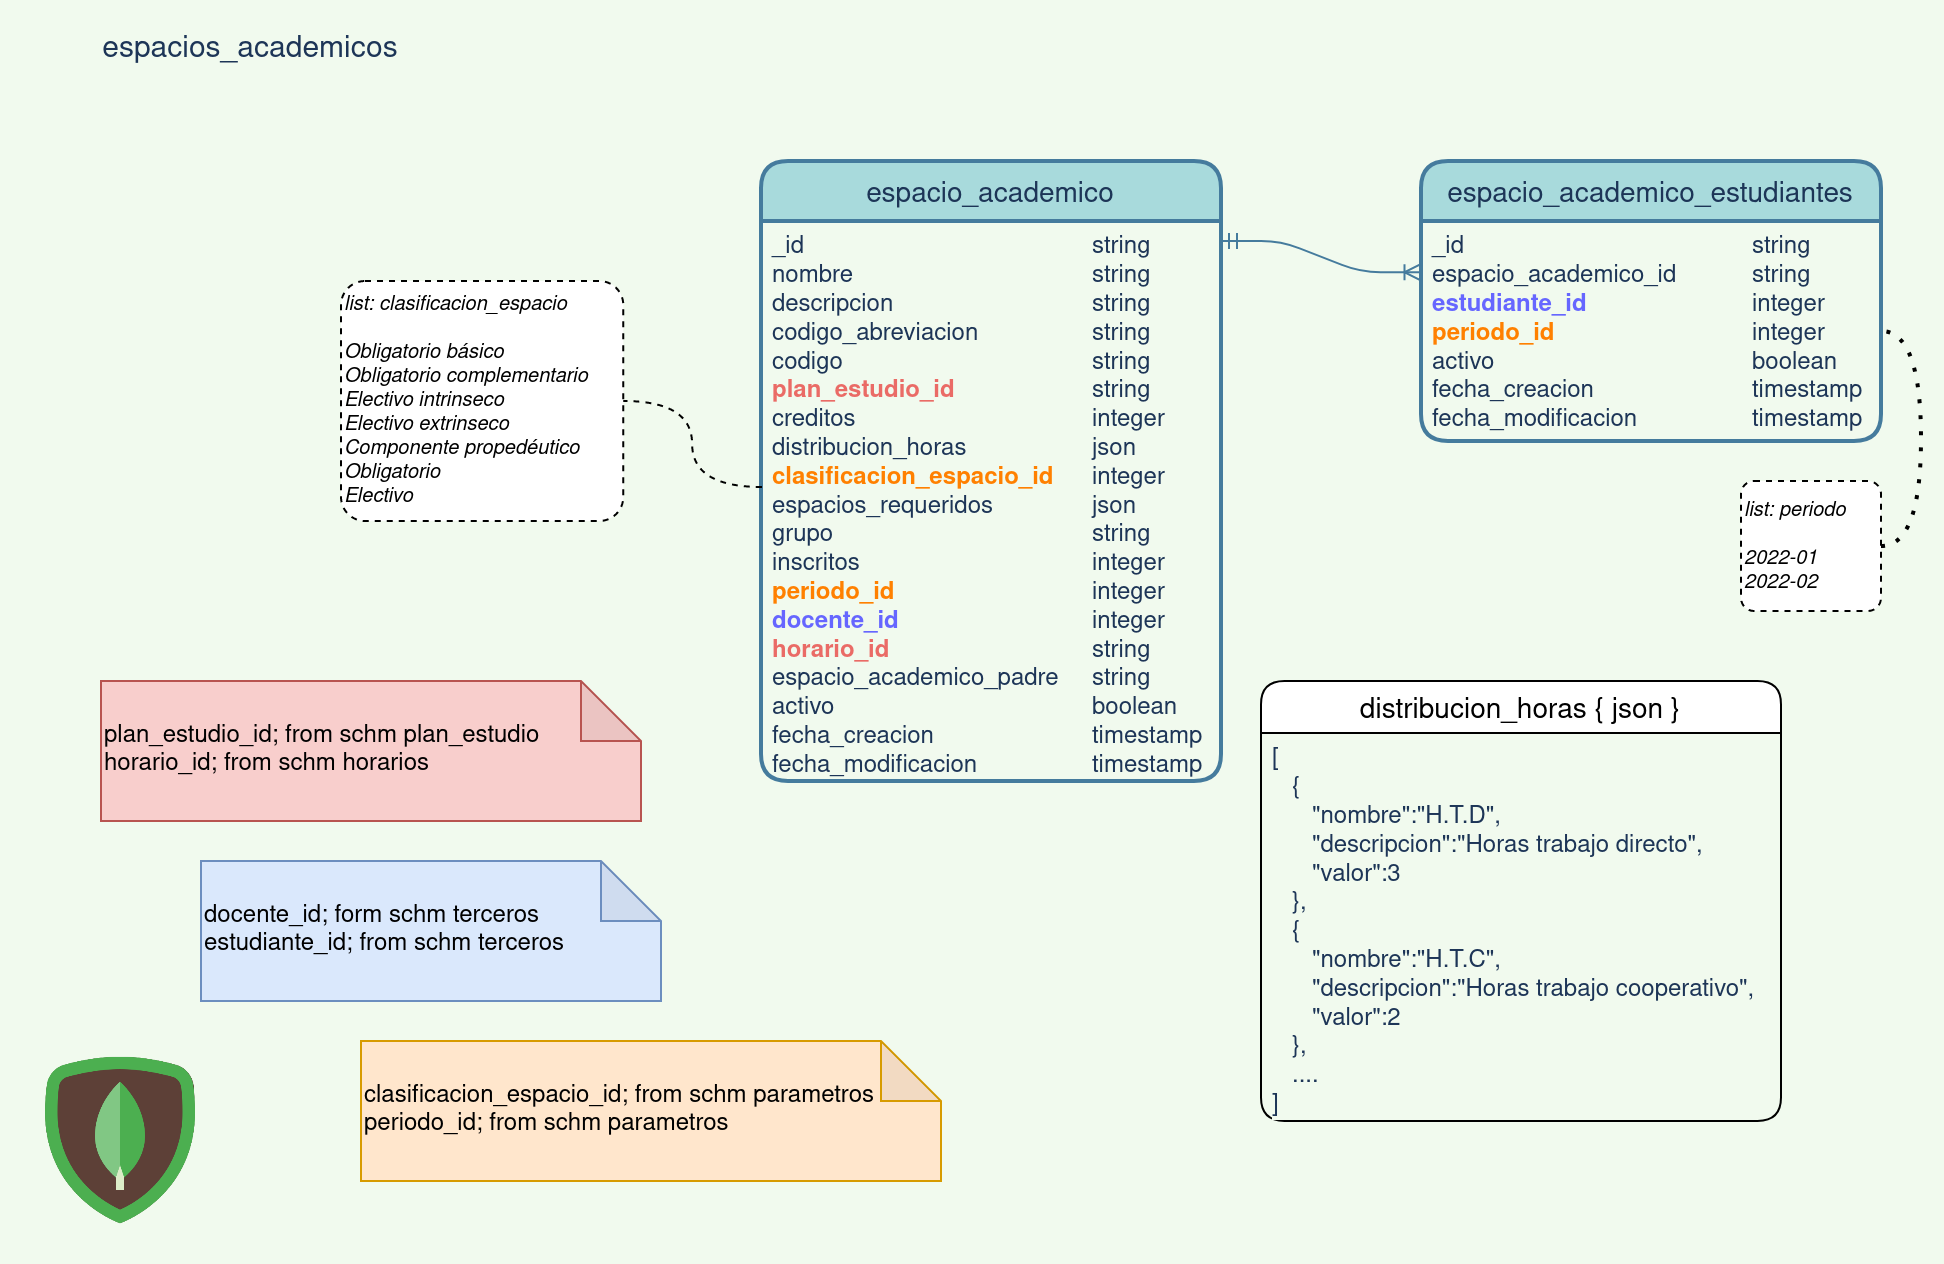 espacios_academicos
espacio_academico
_id string
nombre string
descripcion string
codigo_abreviacion string
codigo string
plan_estudio_id string
creditos integer
distribucion_horas json
clasificacion_espacio_id integer
espacios_requeridos json
grupo string
inscritos integer
periodo_id integer
docente_id integer
horario_id string
espacio_academico_padre string
activo boolean
fecha_creacion timestamp
fecha_modificacion timestamp
espacio_academico_estudiantes
_id string
espacio_academico_id string
estudiante_id integer
periodo_id integer
activo boolean
fecha_creacion timestamp
fecha_modificacion timestamp
list: clasificacion_espacio
Obligatorio básico
Obligatorio complementario
Electivo intrinseco
Electivo extrinseco
Componente propedéutico
Obligatorio
Electivo
list: periodo
2022-01
2022-02
plan_estudio_id; from schm plan_estudio
horario_id; from schm horarios
docente_id; form schm terceros
estudiante_id; from schm terceros
clasificacion_espacio_id; from schm parametros
periodo_id; from schm parametros
distribucion_horas { json }
[
{
"nombre":"H.T.D",
"descripcion":"Horas trabajo directo",
"valor":3
},
{
"nombre":"H.T.C",
"descripcion":"Horas trabajo cooperativo",
"valor":2
},
....
]